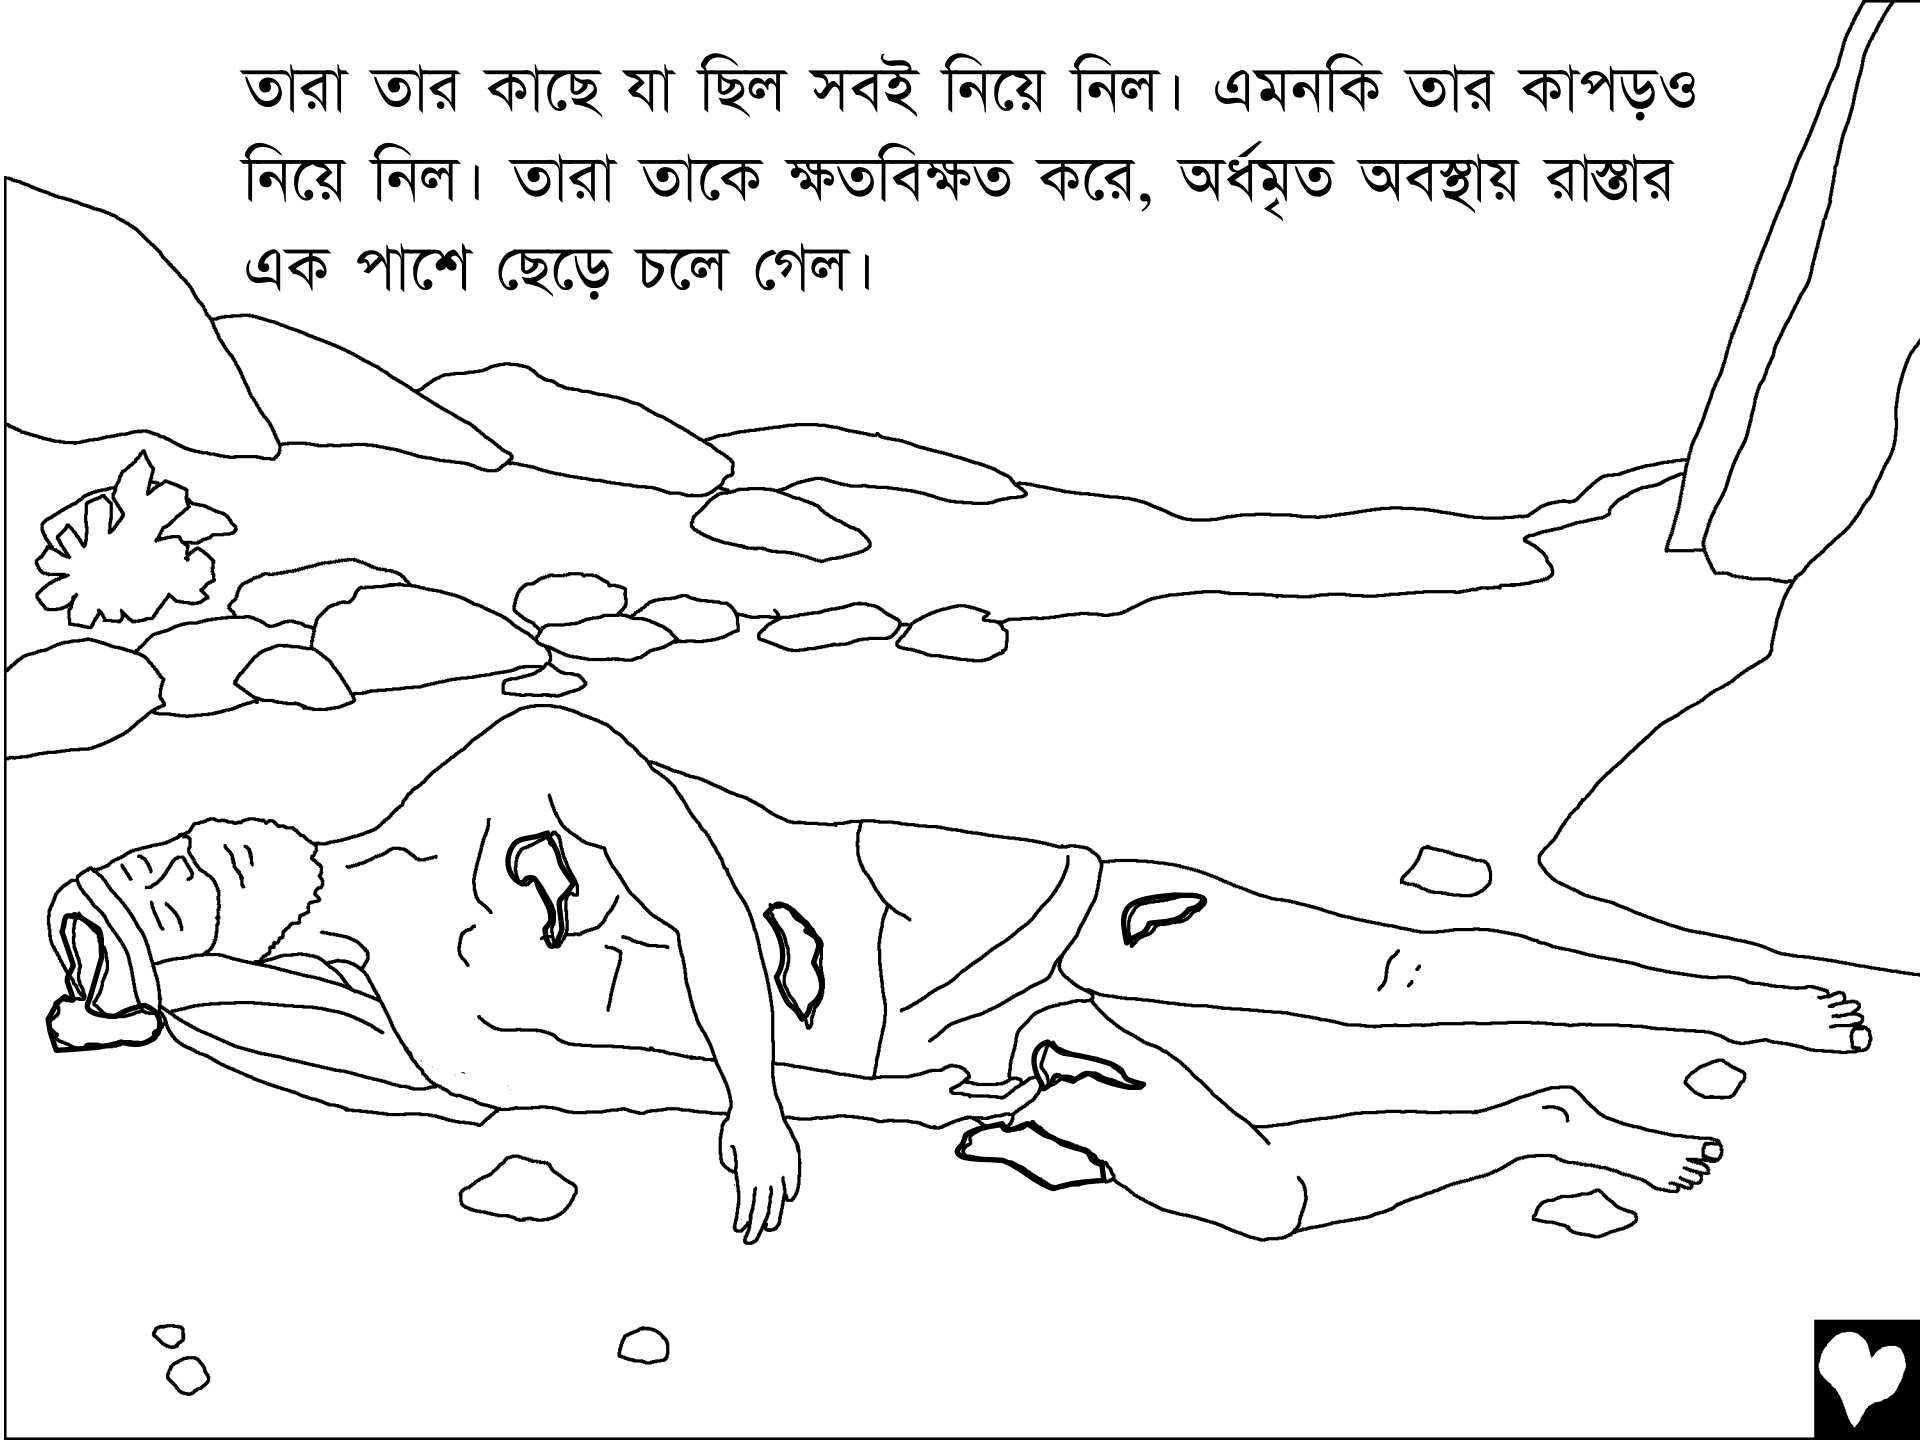 তারা তার কাছে যা ছিল সবই নিয়ে নিল। এমনকি তার কাপড়ও
নিয়ে নিল। তারা তাকে ক্ষতবিক্ষত করে, অর্ধমৃত অবস্থায় রাস্তার
এক পাশে ছেড়ে চলে গেল।